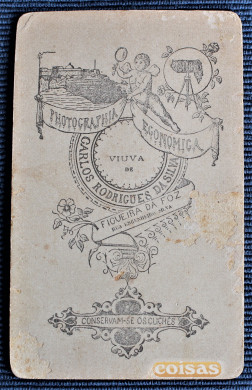 PHOTOGRAPHIA ECONOMICA
VIUVA
DE
CARLOS RODRIGUES DA SILVA
FIGUEIRA DA FOZ
CONSERVAM-SE OS CLICHÉS
coisas